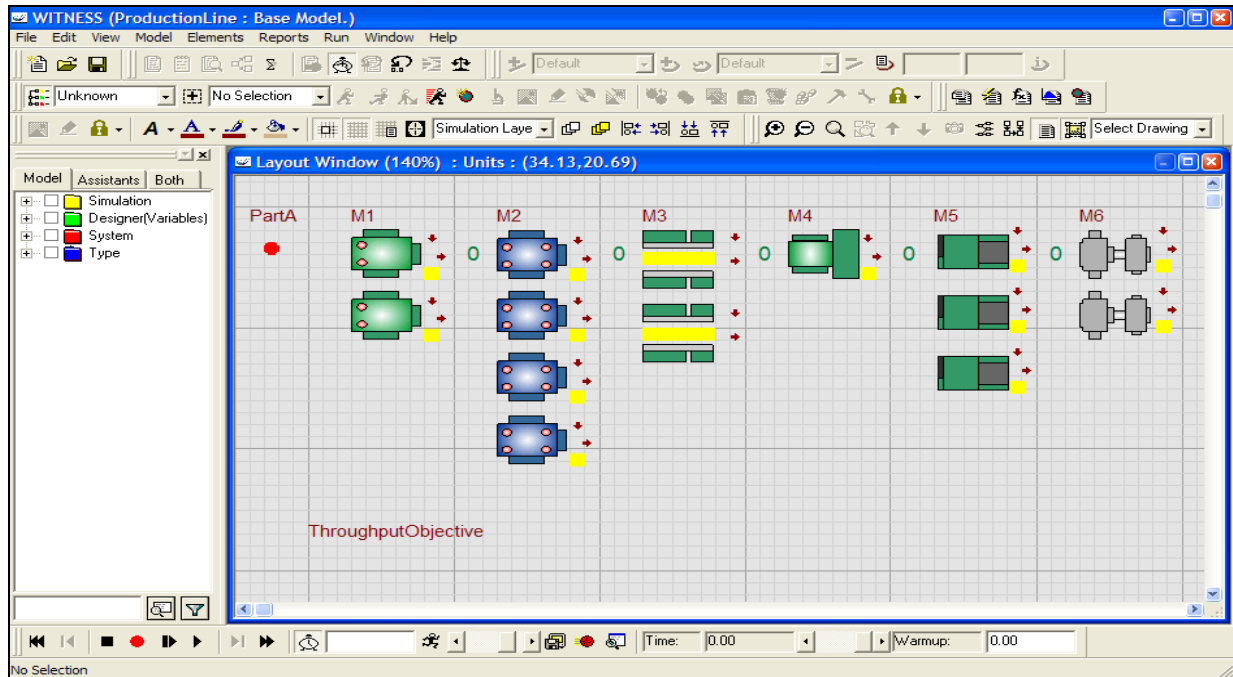 WITNESS (ProductionLine : Base Model.)
File Edit View Model Elements Reports Run Window Help
Default Default
Unknown No Selection
A A Simulation Laye Select Drawing
Layout Window (140%) : Units : (34.13,20.69)
Model Assistants Both
Simulation
Designer(Variables)
System
Type
PartA M1 M2 M3 M4 M5 M6
0 0 0 0 0
ThroughputObjective
Time: 0.00 Warmup: 0.00
No Selection